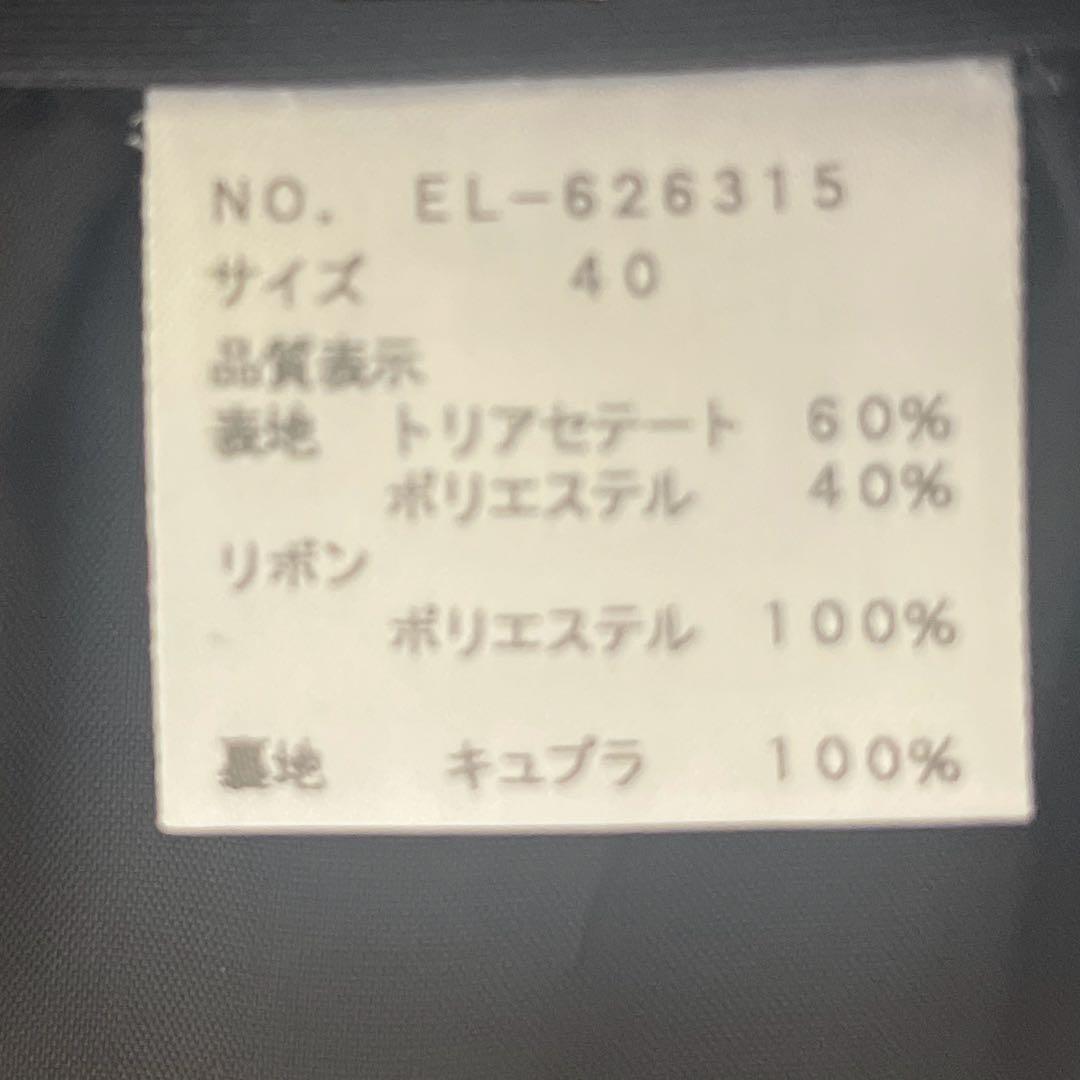 NO. EL-626315
サイズ 40
品質表示
表地 トリアセテート 60%
ポリエステル 40%
リボン
ポリエステル 100%
裏地 キュプラ 100%